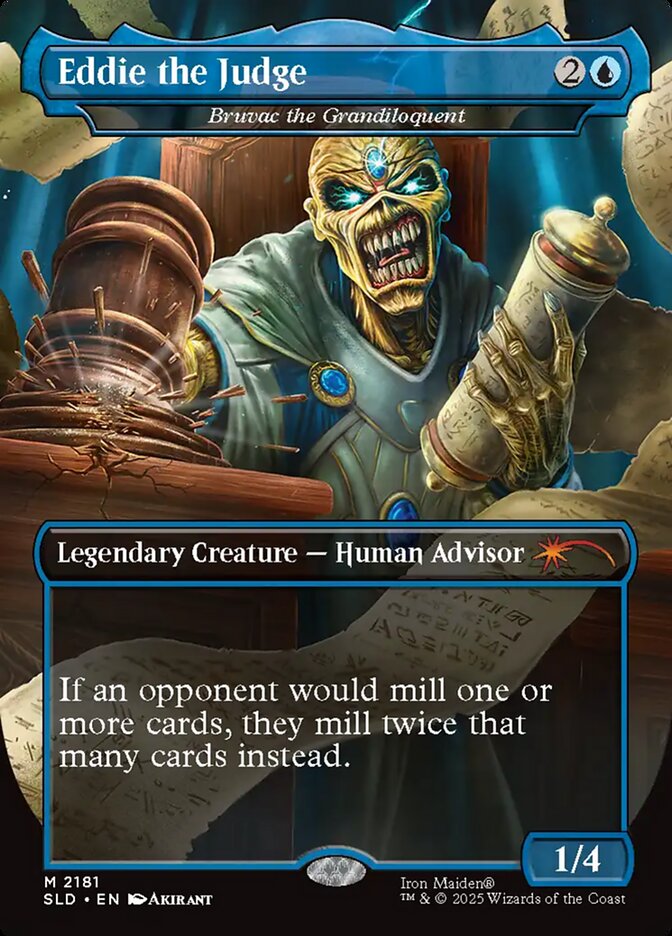 Eddie the Judge 2
Bruvac the Grandiloquent
Legendary Creature — Human Advisor
If an opponent would mill one or
more cards, they mill twice that
many cards instead.
1/4
M 2181
SLD • EN AKIRANT
Iron Maiden®
™ & © 2025 Wizards of the Coast